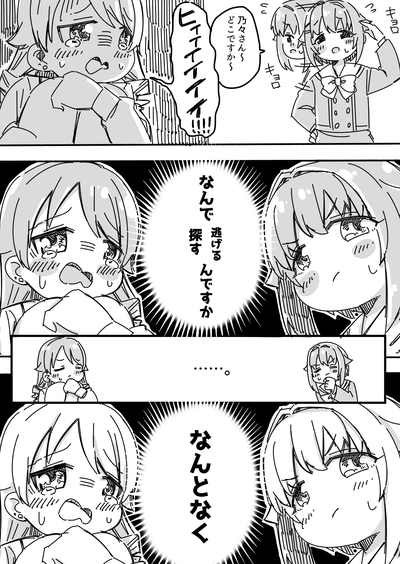 乃々さん〜
どこですか〜
キョロ
キョロ
ヒィィイイイイィィ!!!!
なんで 逃げる
探す んですか
……。
なんとなく